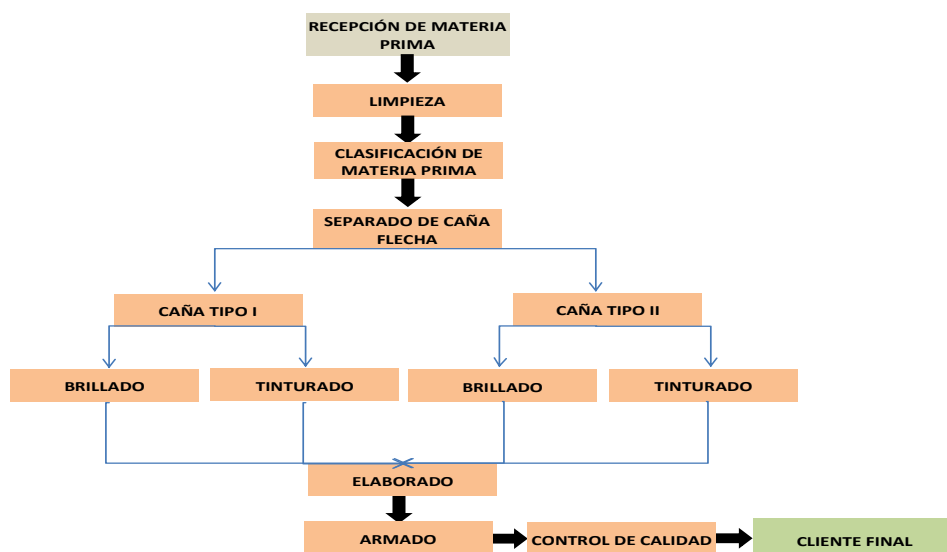 RECEPCIÓN DE MATERIA
PRIMA
LIMPIEZA
CLASIFICACIÓN DE
MATERIA PRIMA
SEPARADO DE CAÑA
FLECHA
CAÑA TIPO I
CAÑA TIPO II
BRILLADO
TINTURADO
BRILLADO
TINTURADO
ELABORADO
ARMADO
CONTROL DE CALIDAD
CLIENTE FINAL